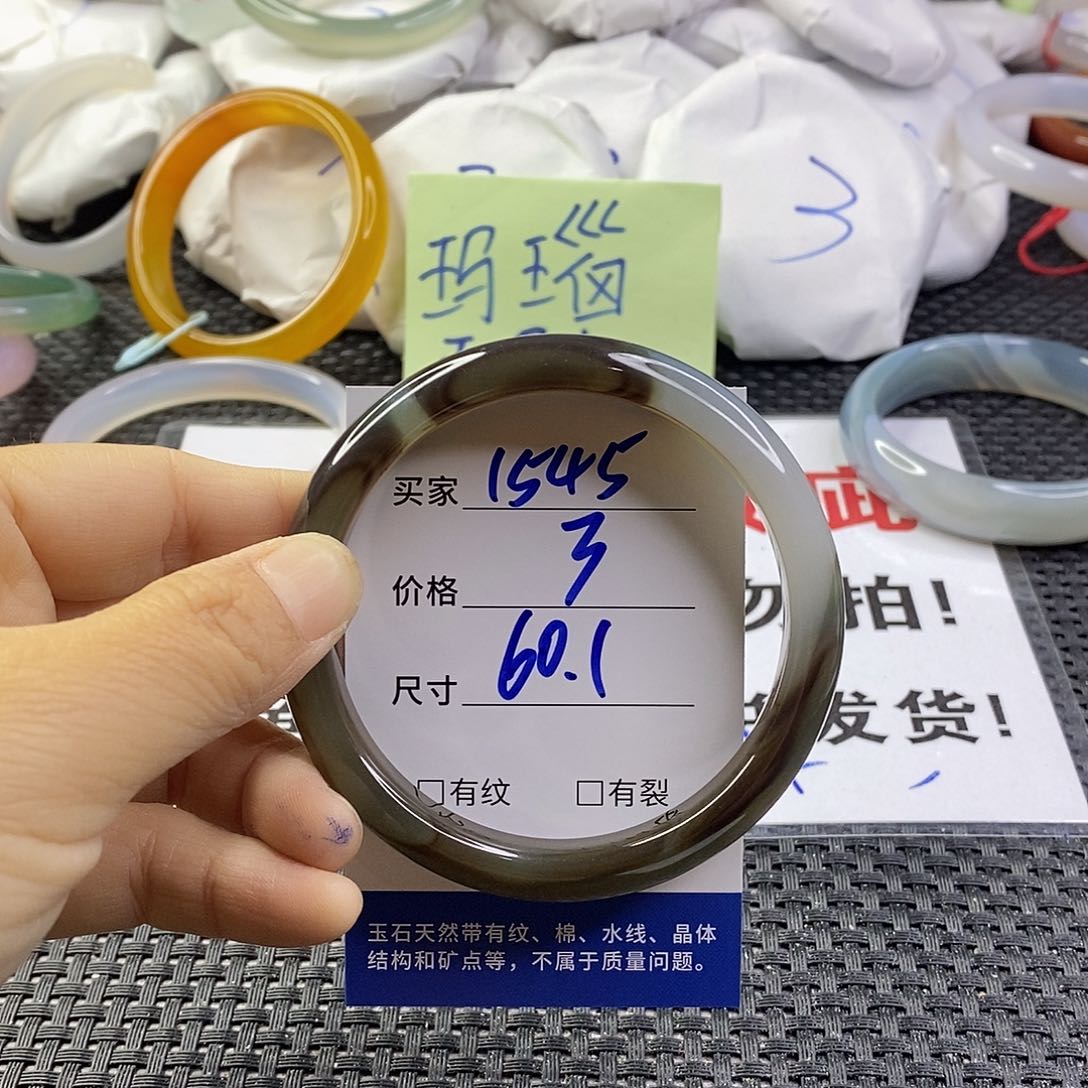 3
玛瑙
买家 1545
价格 3
尺寸 60.1
□有纹 □有裂
玉石天然带有纹、棉、水线、晶体
结构和矿点等，不属于质量问题。
此
勿拍！
发货！